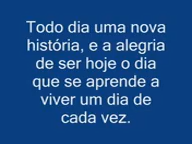 Todo dia uma nova
história, e a alegria
de ser hoje o dia
que se aprende a
viver um dia de
cada vez.